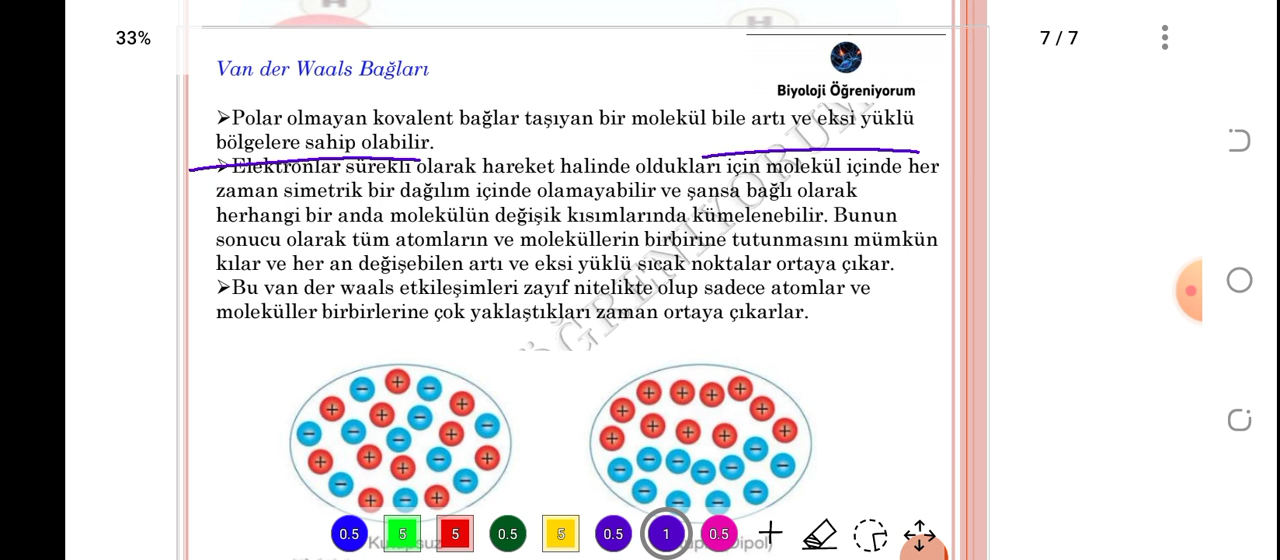 33%
7 / 7
Van der Waals Bağları
Biyoloji Öğreniyorum
➢Polar olmayan kovalent bağlar taşıyan bir molekül bile artı ve eksi yüklü
bölgelere sahip olabilir.
➢Elektronlar sürekli olarak hareket halinde oldukları için molekül içinde her
zaman simetrik bir dağılım içinde olamayabilir ve şansa bağlı olarak
herhangi bir anda molekülün değişik kısımlarında kümelenebilir. Bunun
sonucu olarak tüm atomların ve moleküllerin birbirine tutunmasını mümkün
kılar ve her an değişebilen artı ve eksi yüklü sıcak noktalar ortaya çıkar.
➢Bu van der waals etkileşimleri zayıf nitelikte olup sadece atomlar ve
moleküller birbirlerine çok yaklaştıkları zaman ortaya çıkarlar.
ÖĞRENİYORUM
0.5 5 5 0.5 5 0.5 1 0.5